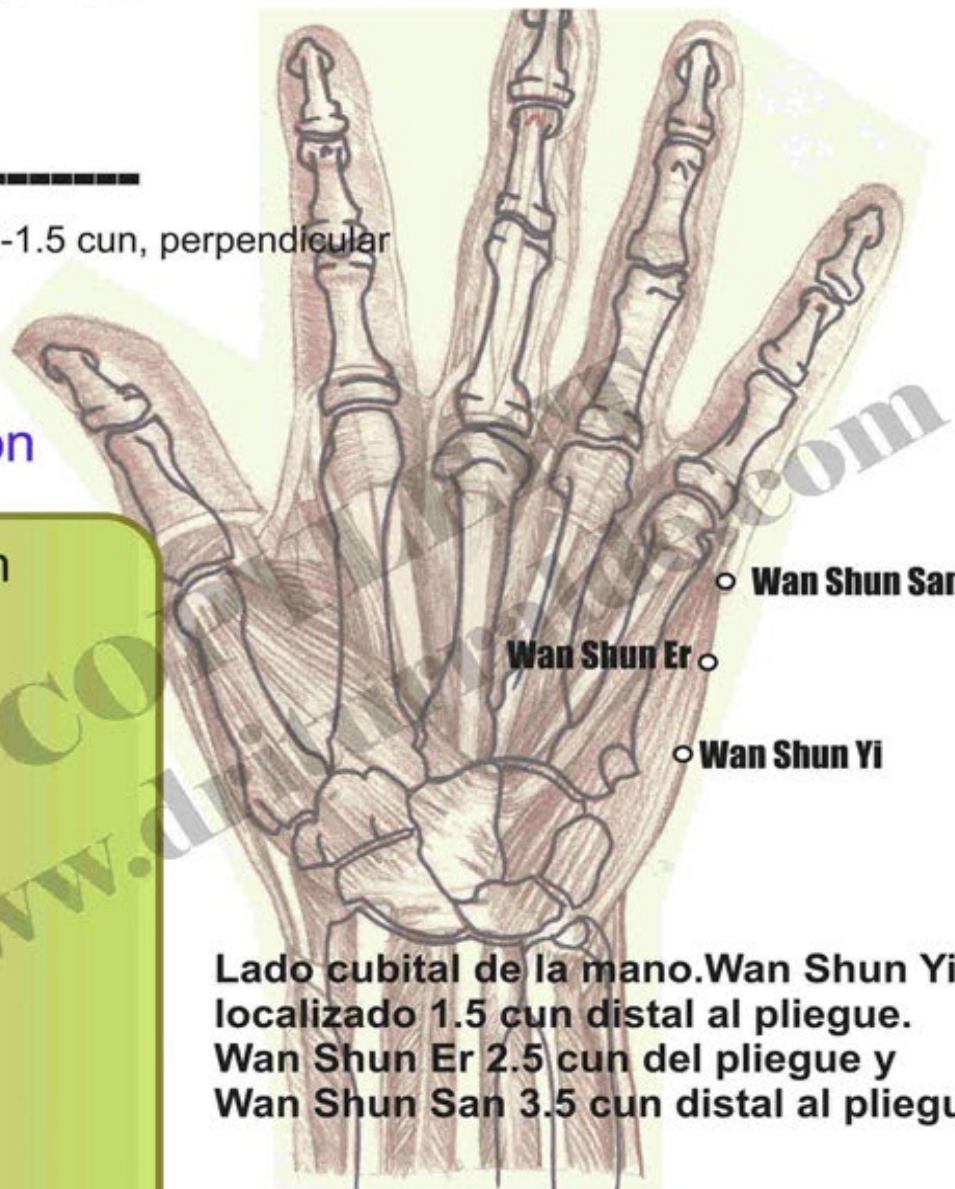 -1.5 cun, perpendicular
on
n
Wan Shun San
Wan Shun Er
Wan Shun Yi
Lado cubital de la mano.Wan Shun Yi
localizado 1.5 cun distal al pliegue.
Wan Shun Er 2.5 cun del pliegue y
Wan Shun San 3.5 cun distal al pliegu